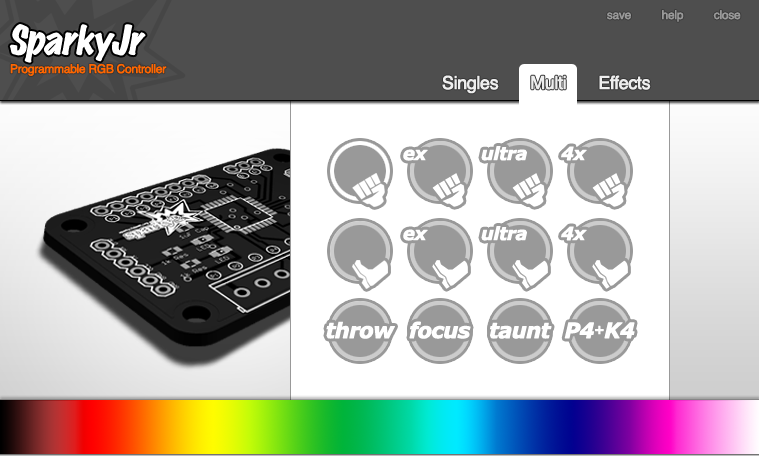 save help close
SparkyJr
Programmable RGB Controller
Singles Multi Effects
ex ultra 4x
ex ultra 4x
throw focus taunt P4+K4